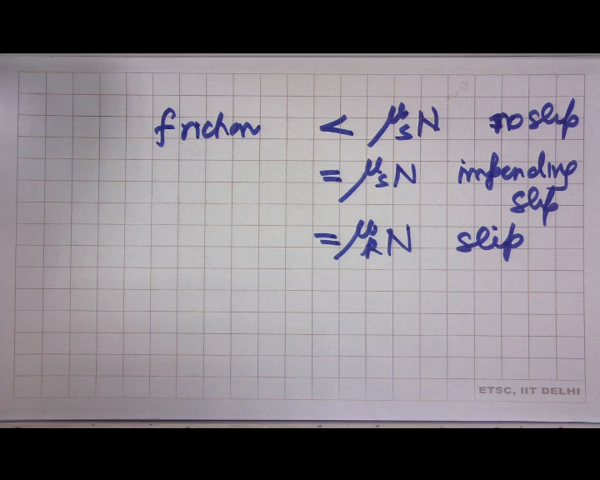 friction < μsN no slip
= μsN impending slip
= μkN slip
ETSC, IIT DELHI